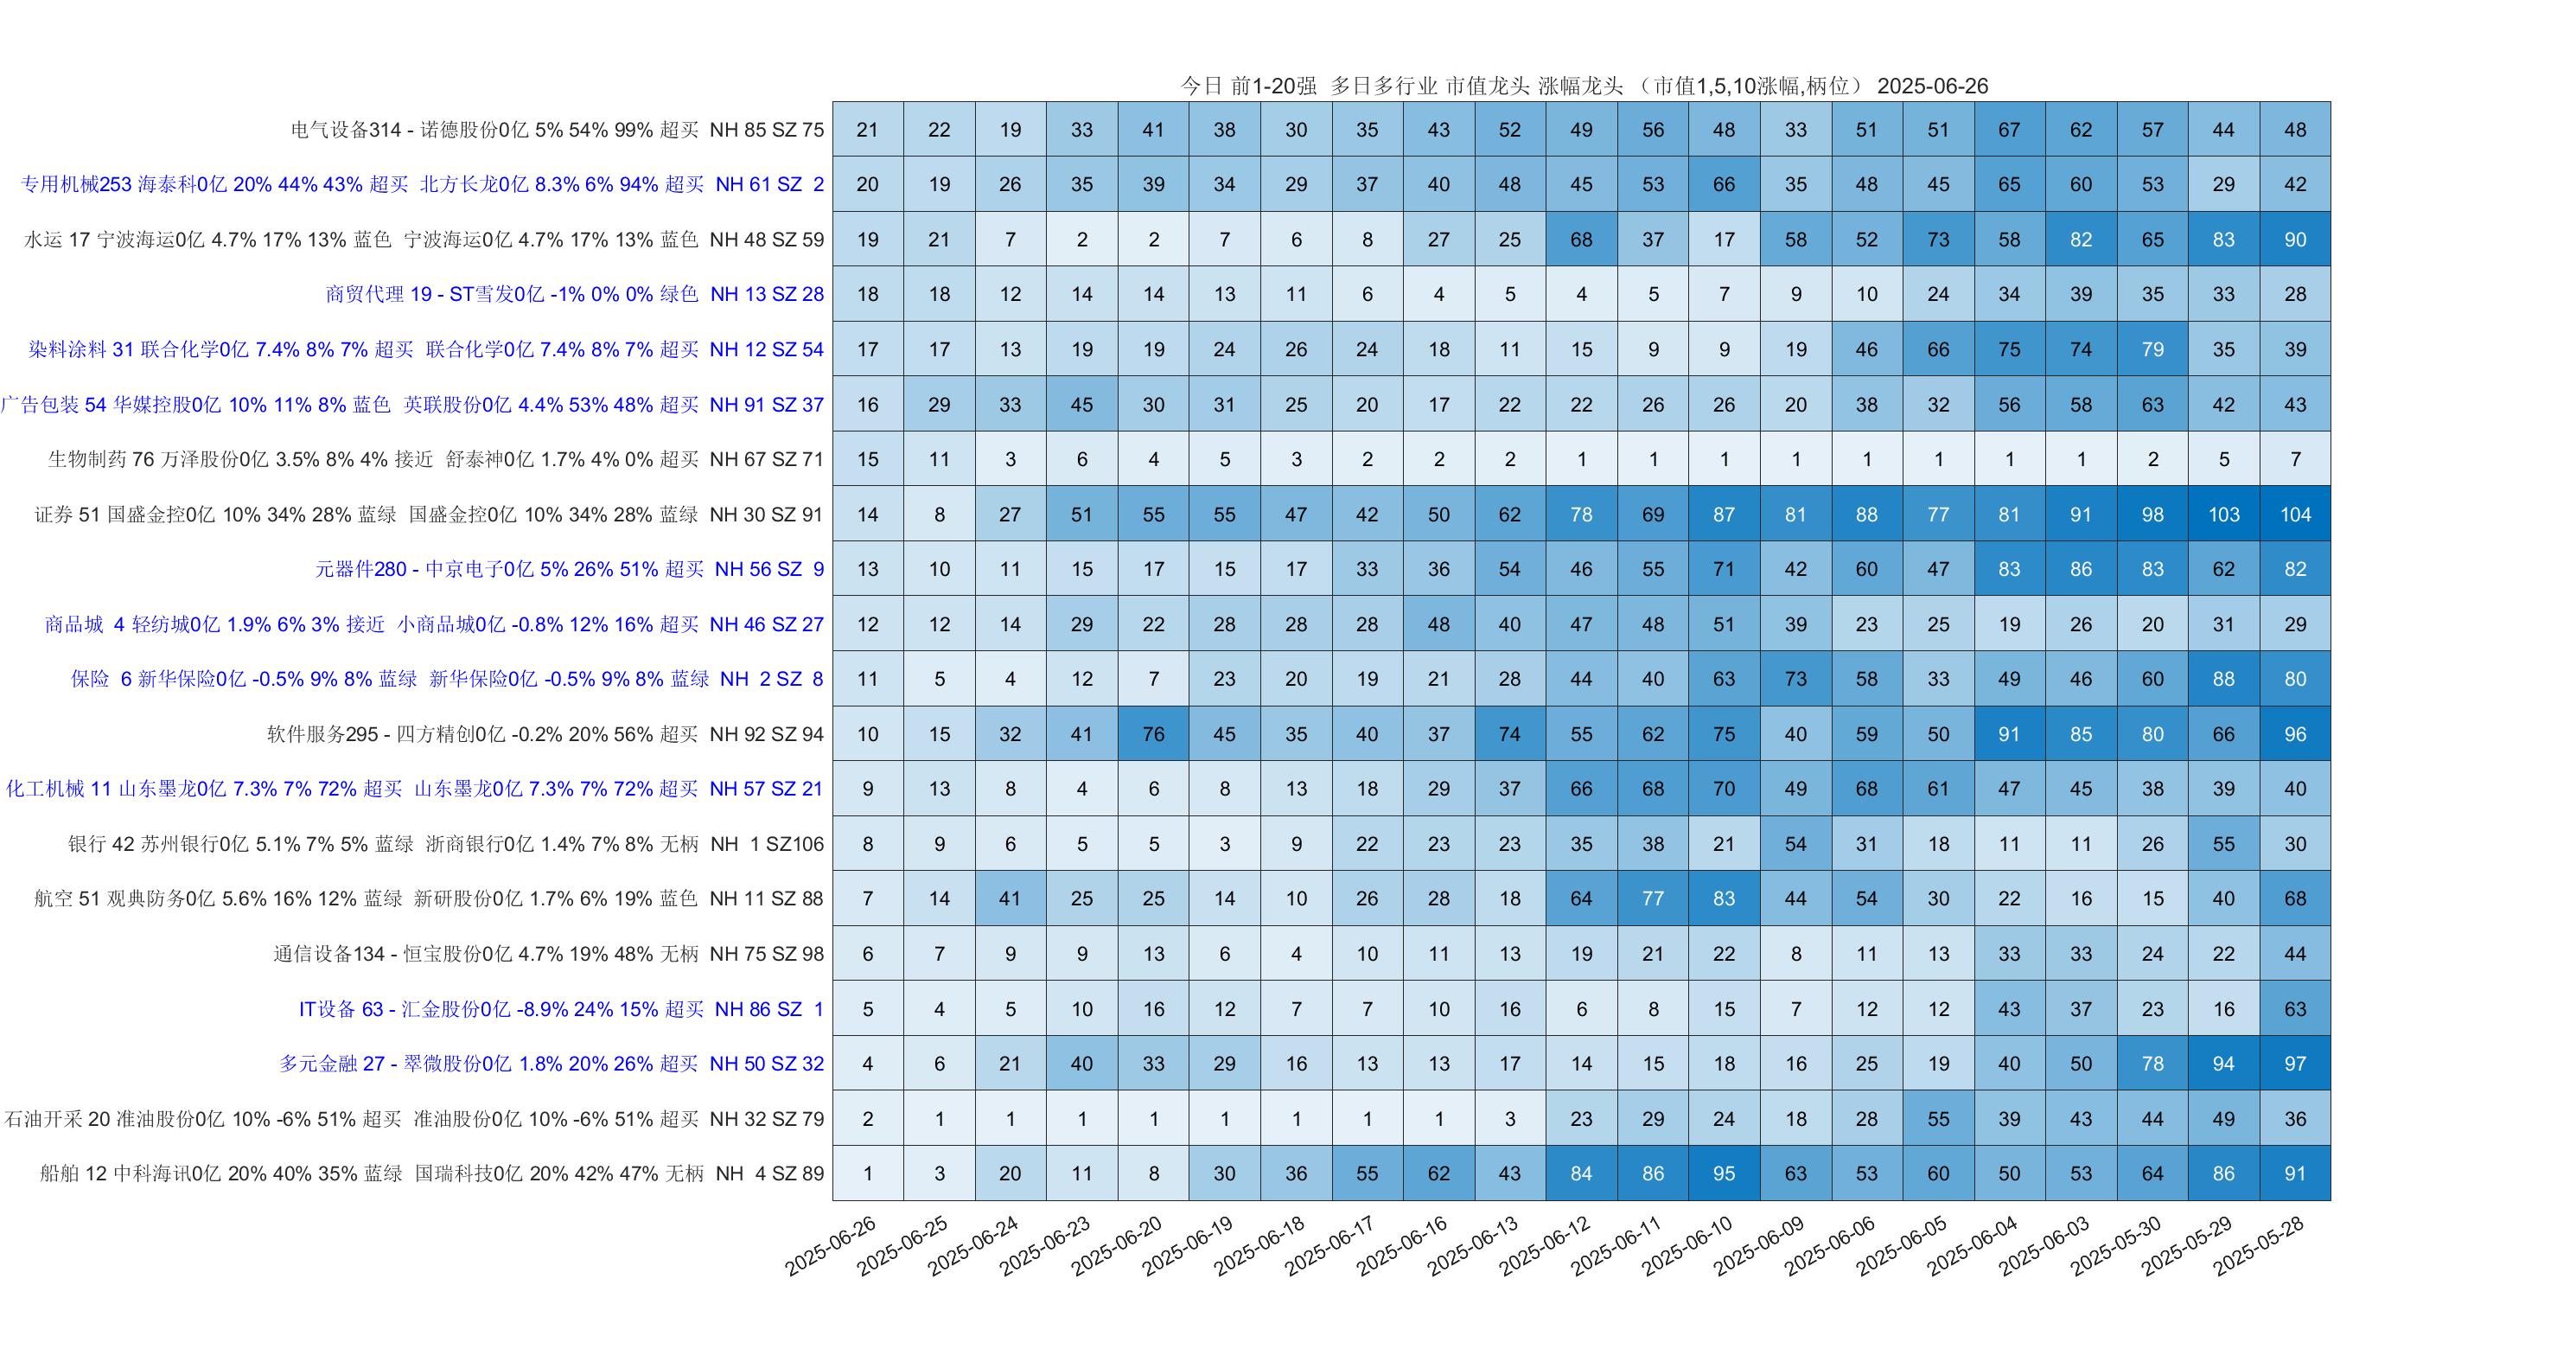 今日 前1-20强 多日多行业 市值龙头 涨幅龙头 （市值1,5,10涨幅,柄位） 2025-06-26
电气设备314 - 诺德股份0亿 5% 54% 99% 超买 NH 85 SZ 75 21 22 19 33 41 38 30 35 43 52 49 56 48 33 51 51 67 62 57 44 48
专用机械253 海泰科0亿 20% 44% 43% 超买 北方长龙0亿 8.3% 6% 94% 超买 NH 61 SZ 2 20 19 26 35 39 34 29 37 40 48 45 53 66 35 48 45 65 60 53 29 42
水运 17 宁波海运0亿 4.7% 17% 13% 蓝色 宁波海运0亿 4.7% 17% 13% 蓝色 NH 48 SZ 59 19 21 7 2 2 7 6 8 27 25 68 37 17 58 52 73 58 82 65 83 90
商贸代理 19 - ST雪发0亿 -1% 0% 0% 绿色 NH 13 SZ 28 18 18 12 14 14 13 11 6 4 5 4 5 7 9 10 24 34 39 35 33 28
染料涂料 31 联合化学0亿 7.4% 8% 7% 超买 联合化学0亿 7.4% 8% 7% 超买 NH 12 SZ 54 17 17 13 19 19 24 26 24 18 11 15 9 9 19 46 66 75 74 79 35 39
广告包装 54 华媒控股0亿 10% 11% 8% 蓝色 英联股份0亿 4.4% 53% 48% 超买 NH 91 SZ 37 16 29 33 45 30 31 25 20 17 22 22 26 26 20 38 32 56 58 63 42 43
生物制药 76 万泽股份0亿 3.5% 8% 4% 接近 舒泰神0亿 1.7% 4% 0% 超买 NH 67 SZ 71 15 11 3 6 4 5 3 2 2 2 1 1 1 1 1 1 1 1 2 5 7
证券 51 国盛金控0亿 10% 34% 28% 蓝绿 国盛金控0亿 10% 34% 28% 蓝绿 NH 30 SZ 91 14 8 27 51 55 55 47 42 50 62 78 69 87 81 88 77 81 91 98 103 104
元器件280 - 中京电子0亿 5% 26% 51% 超买 NH 56 SZ 9 13 10 11 15 17 15 17 33 36 54 46 55 71 42 60 47 83 86 83 62 82
商品城 4 轻纺城0亿 1.9% 6% 3% 接近 小商品城0亿 -0.8% 12% 16% 超买 NH 46 SZ 27 12 12 14 29 22 28 28 28 48 40 47 48 51 39 23 25 19 26 20 31 29
保险 6 新华保险0亿 -0.5% 9% 8% 蓝绿 新华保险0亿 -0.5% 9% 8% 蓝绿 NH 2 SZ 8 11 5 4 12 7 23 20 19 21 28 44 40 63 73 58 33 49 46 60 88 80
软件服务295 - 四方精创0亿 -0.2% 20% 56% 超买 NH 92 SZ 94 10 15 32 41 76 45 35 40 37 74 55 62 75 40 59 50 91 85 80 66 96
化工机械 11 山东墨龙0亿 7.3% 7% 72% 超买 山东墨龙0亿 7.3% 7% 72% 超买 NH 57 SZ 21 9 13 8 4 6 8 13 18 29 37 66 68 70 49 68 61 47 45 38 39 40
银行 42 苏州银行0亿 5.1% 7% 5% 蓝绿 浙商银行0亿 1.4% 7% 8% 无柄 NH 1 SZ106 8 9 6 5 5 3 9 22 23 23 35 38 21 54 31 18 11 11 26 55 30
航空 51 观典防务0亿 5.6% 16% 12% 蓝绿 新研股份0亿 1.7% 6% 19% 蓝色 NH 11 SZ 88 7 14 41 25 25 14 10 26 28 18 64 77 83 44 54 30 22 16 15 40 68
通信设备134 - 恒宝股份0亿 4.7% 19% 48% 无柄 NH 75 SZ 98 6 7 9 9 13 6 4 10 11 13 19 21 22 8 11 13 33 33 24 22 44
IT设备 63 - 汇金股份0亿 -8.9% 24% 15% 超买 NH 86 SZ 1 5 4 5 10 16 12 7 7 10 16 6 8 15 7 12 12 43 37 23 16 63
多元金融 27 - 翠微股份0亿 1.8% 20% 26% 超买 NH 50 SZ 32 4 6 21 40 33 29 16 13 13 17 14 15 18 16 25 19 40 50 78 94 97
石油开采 20 准油股份0亿 10% -6% 51% 超买 准油股份0亿 10% -6% 51% 超买 NH 32 SZ 79 2 1 1 1 1 1 1 1 1 3 23 29 24 18 28 55 39 43 44 49 36
船舶 12 中科海讯0亿 20% 40% 35% 蓝绿 国瑞科技0亿 20% 42% 47% 无柄 NH 4 SZ 89 1 3 20 11 8 30 36 55 62 43 84 86 95 63 53 60 50 53 64 86 91
2025-06-26 2025-06-25 2025-06-24 2025-06-23 2025-06-20 2025-06-19 2025-06-18 2025-06-17 2025-06-16 2025-06-13 2025-06-12 2025-06-11 2025-06-10 2025-06-09 2025-06-06 2025-06-05 2025-06-04 2025-06-03 2025-05-30 2025-05-29 2025-05-28